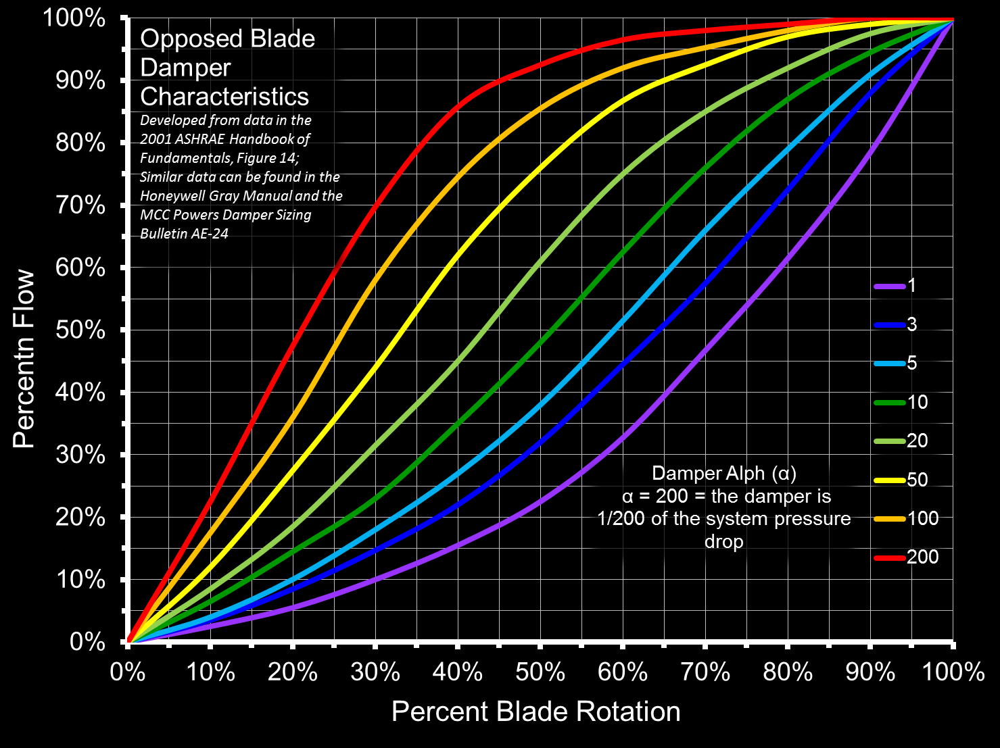 100%
90%
80%
70%
60%
50%
40%
30%
20%
10%
0%
Percentn Flow
Opposed Blade
Damper
Characteristics
Developed from data in the
2001 ASHRAE Handbook of
Fundamentals, Figure 14;
Similar data can be found in the
Honeywell Gray Manual and the
MCC Powers Damper Sizing
Bulletin AE-24
1
3
5
10
20
50
100
200
Damper Alph (α)
α = 200 = the damper is
1/200 of the system pressure
drop
0% 10% 20% 30% 40% 50% 60% 70% 80% 90% 100%
Percent Blade Rotation